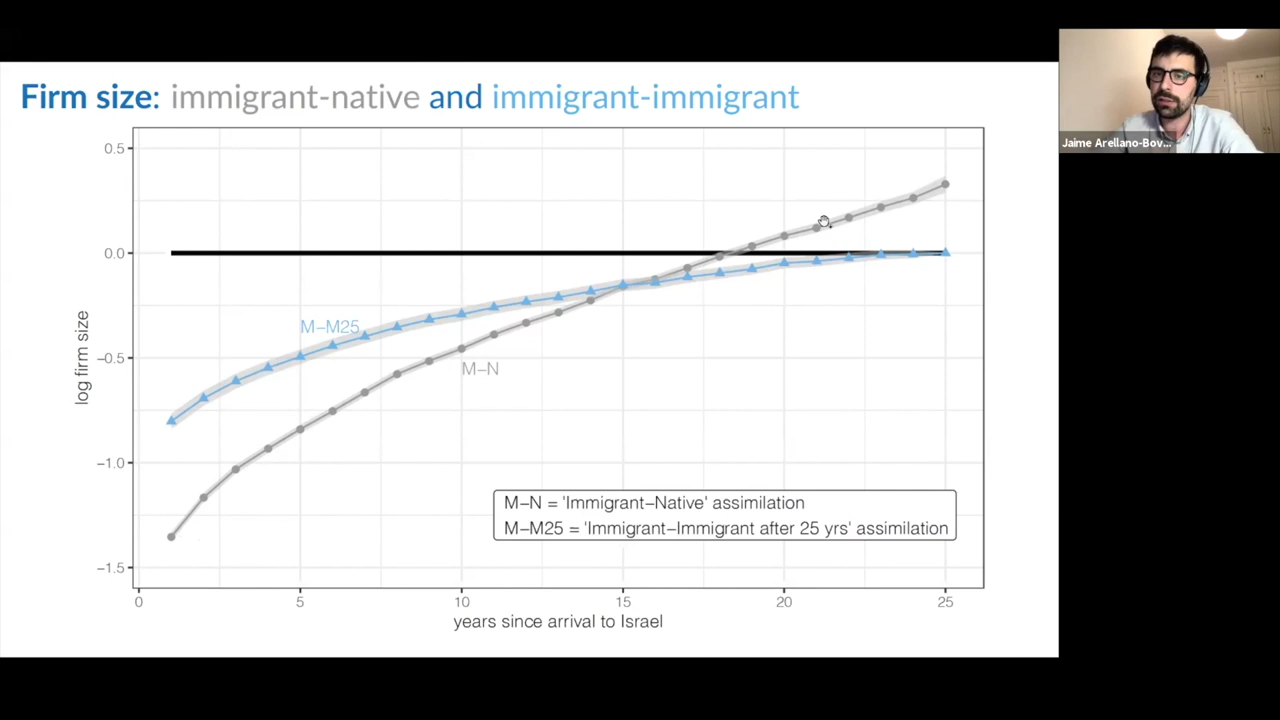 Firm size: immigrant-native and immigrant-immigrant
Jaime Arellano-Bov...
0.5
0.0
−0.5
−1.0
−1.5
log firm size
M−M25
M−N
M−N = 'Immigrant−Native' assimilation
M−M25 = 'Immigrant−Immigrant after 25 yrs' assimilation
0 5 10 15 20 25
years since arrival to Israel